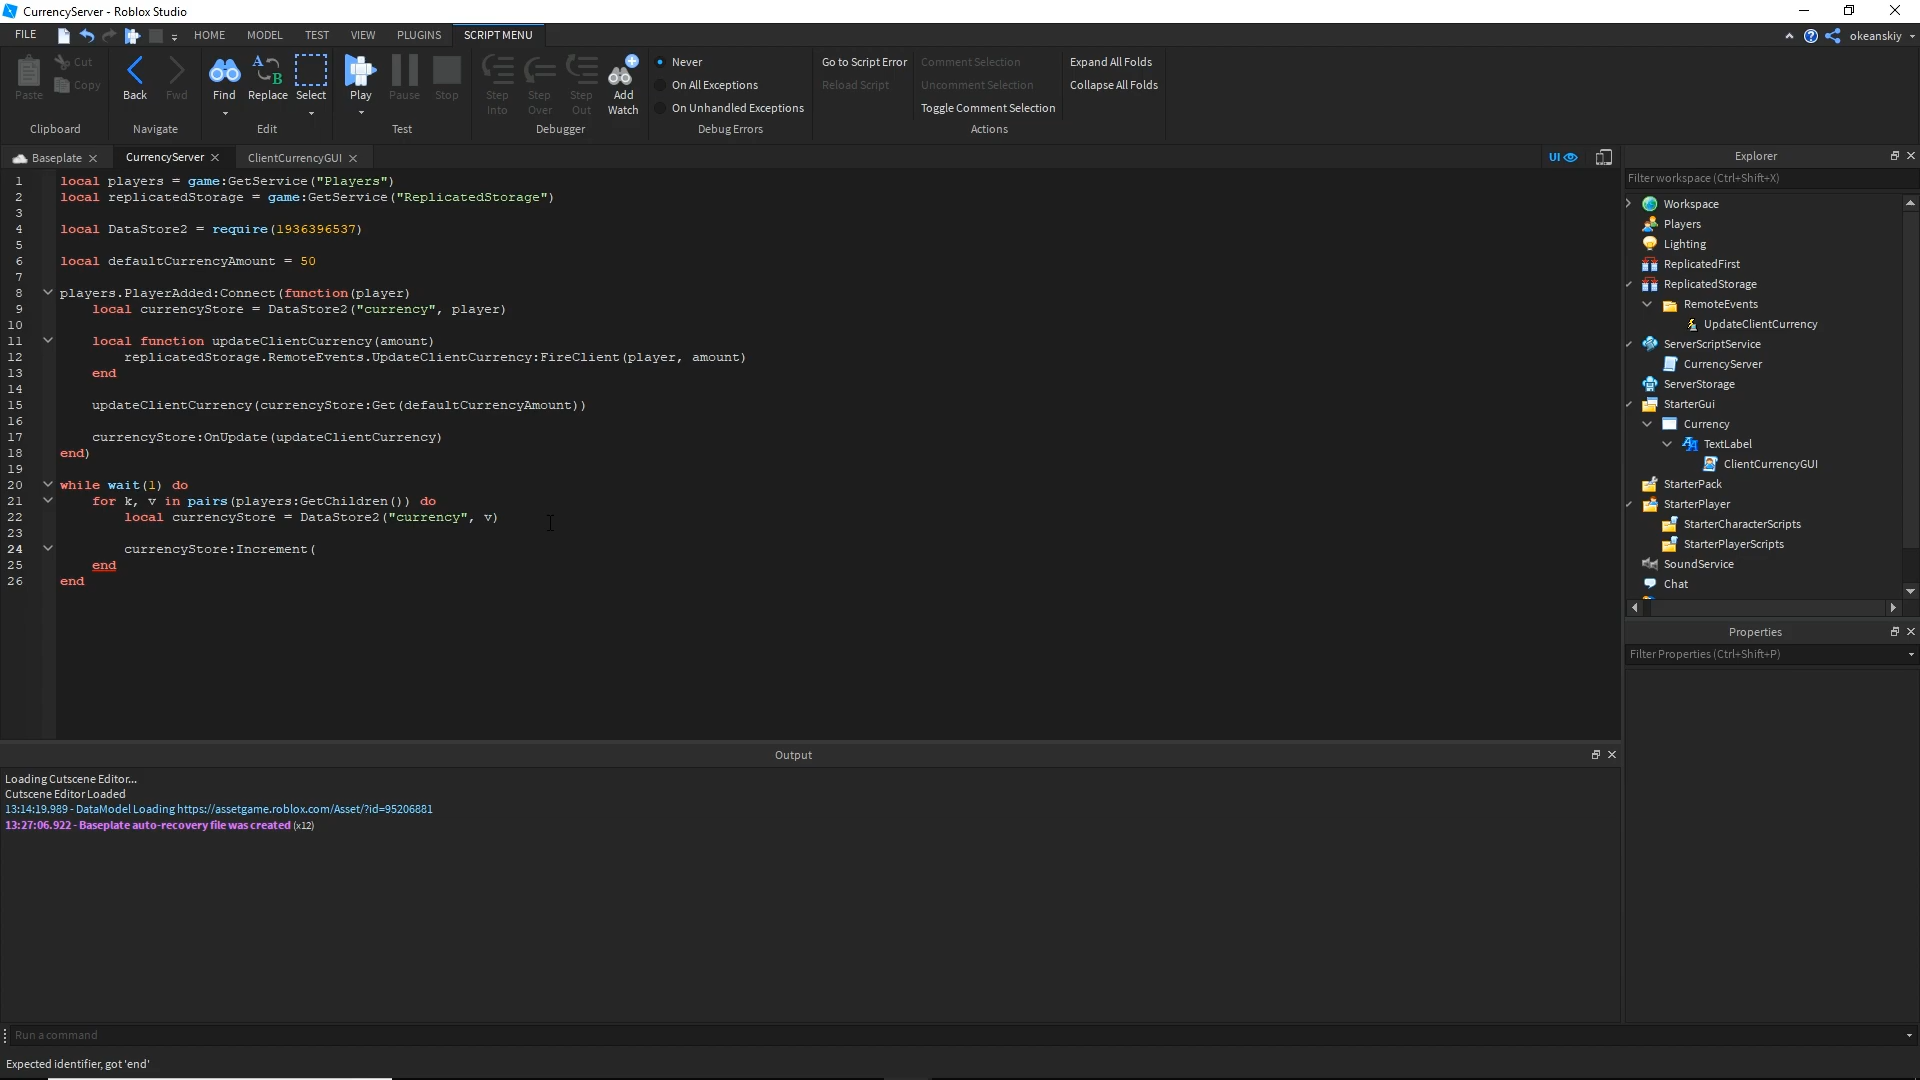 CurrencyServer - Roblox Studio
FILE HOME MODEL TEST VIEW PLUGINS SCRIPT MENU okeanskiy
Paste Cut Copy Back Fwd Find Replace Select Play Pause Stop Step Into Step Over Step Out Add Watch
Never
On All Exceptions
On Unhandled Exceptions
Go to Script Error
Reload Script
Comment Selection
Uncomment Selection
Toggle Comment Selection
Expand All Folds
Collapse All Folds
Clipboard Navigate Edit Test Debugger Debug Errors Actions
Baseplate CurrencyServer ClientCurrencyGUI UI
1 local players = game:GetService("Players")
2 local replicatedStorage = game:GetService("ReplicatedStorage")
3
4 local DataStore2 = require(1936396537)
5
6 local defaultCurrencyAmount = 50
7
8 players.PlayerAdded:Connect(function(player)
9 local currencyStore = DataStore2("currency", player)
10
11 local function updateClientCurrency(amount)
12 replicatedStorage.RemoteEvents.UpdateClientCurrency:FireClient(player, amount)
13 end
14
15 updateClientCurrency(currencyStore:Get(defaultCurrencyAmount))
16
17 currencyStore:OnUpdate(updateClientCurrency)
18 end)
19
20 while wait(1) do
21 for k, v in pairs(players:GetChildren()) do
22 local currencyStore = DataStore2("currency", v)
23
24 currencyStore:Increment(
25 end
26 end
Explorer
Filter workspace (Ctrl+Shift+X)
Workspace
Players
Lighting
ReplicatedFirst
ReplicatedStorage
RemoteEvents
UpdateClientCurrency
ServerScriptService
CurrencyServer
ServerStorage
StarterGui
Currency
TextLabel
ClientCurrencyGUI
StarterPack
StarterPlayer
StarterCharacterScripts
StarterPlayerScripts
SoundService
Chat
Properties
Filter Properties (Ctrl+Shift+P)
Output
Loading Cutscene Editor...
Cutscene Editor Loaded
13:14:19.989 - DataModel Loading https://assetgame.roblox.com/Asset/?id=95206881
13:27:06.922 - Baseplate auto-recovery file was created (x12)
Run a command
Expected identifier, got 'end'